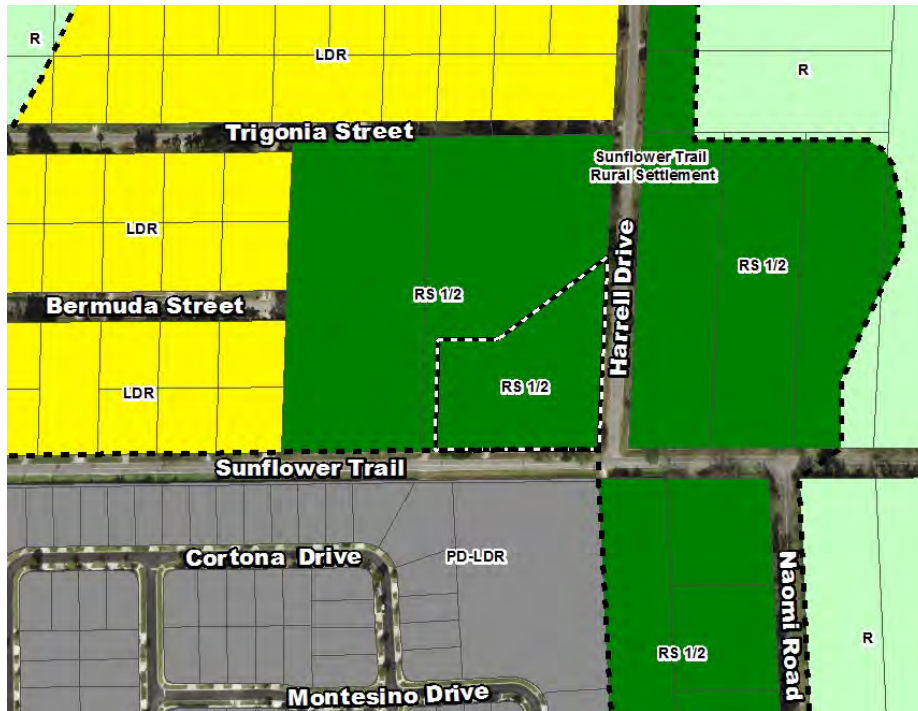 R
LDR
R
Trigonia Street
Sunflower Trail
Rural Settlement
LDR
Harrell Drive
RS 1/2
RS 1/2
Bermuda Street
RS 1/2
LDR
Sunflower Trail
Cortona Drive
PD-LDR
Naomi Road
R
RS 1/2
Montesino Drive